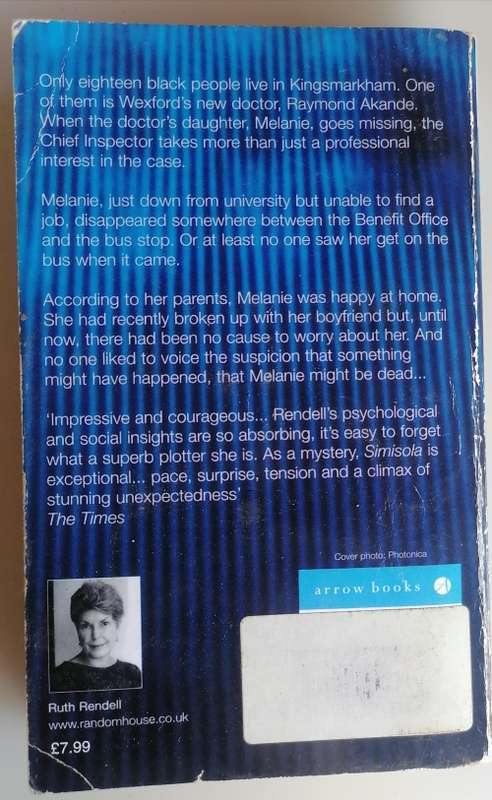 Only eighteen black people live in Kingsmarkham. One
of them is Wexford's new doctor, Raymond Akande.
When the doctor's daughter, Melanie, goes missing, the
Chief Inspector takes more than just a professional
interest in the case.
Melanie, just down from university but unable to find a
job, disappeared somewhere between the Benefit Office
and the bus stop. Or at least no one saw her get on the
bus when it came.
According to her parents, Melanie was happy at home.
She had recently broken up with her boyfriend but, until
now, there had been no cause to worry about her. And
no one liked to voice the suspicion that something
might have happened, that Melanie might be dead...
'Impressive and courageous... Rendell's psychological
and social insights are so absorbing, it's easy to forget
what a superb plotter she is. As a mystery, Simisola is
exceptional... pace, surprise, tension and a climax of
stunning unexpectedness'
The Times
Cover photo: Photonica
arrow books
Ruth Rendell
www.randomhouse.co.uk
£7.99